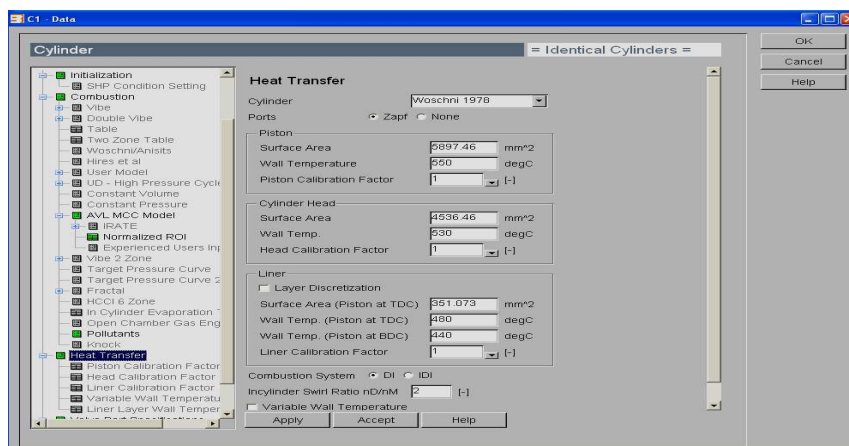 C1 - Data
Cylinder
= Identical Cylinders =
OK
Cancel
Help
Initialization
SHP Condition Setting
Combustion
Vibe
Double Vibe
Table
Two Zone Table
Woschni/Anisits
Hires et al
User Model
UD - High Pressure Cycle
Constant Volume
Constant Pressure
AVL MCC Model
IRATE
Normalized ROI
Experienced Users Inp
Vibe 2 Zone
Target Pressure Curve
Target Pressure Curve 2
Fractal
HCCI 6 Zone
In Cylinder Evaporation
Open Chamber Gas Eng
Pollutants
Knock
Heat Transfer
Piston Calibration Factor
Head Calibration Factor
Liner Calibration Factor
Variable Wall Temperatu
Liner Layer Wall Temper
Heat Transfer
Cylinder Woschni 1978
Ports Zapf None
Piston
Surface Area 5897.46 mm^2
Wall Temperature 550 degC
Piston Calibration Factor 1 [-]
Cylinder Head
Surface Area 4536.46 mm^2
Wall Temp. 530 degC
Head Calibration Factor 1 [-]
Liner
Layer Discretization
Surface Area (Piston at TDC) 351.073 mm^2
Wall Temp. (Piston at TDC) 480 degC
Wall Temp. (Piston at BDC) 440 degC
Liner Calibration Factor 1 [-]
Combustion System DI IDI
Incylinder Swirl Ratio nD/nM 2 [-]
Variable Wall Temperature
Apply Accept Help